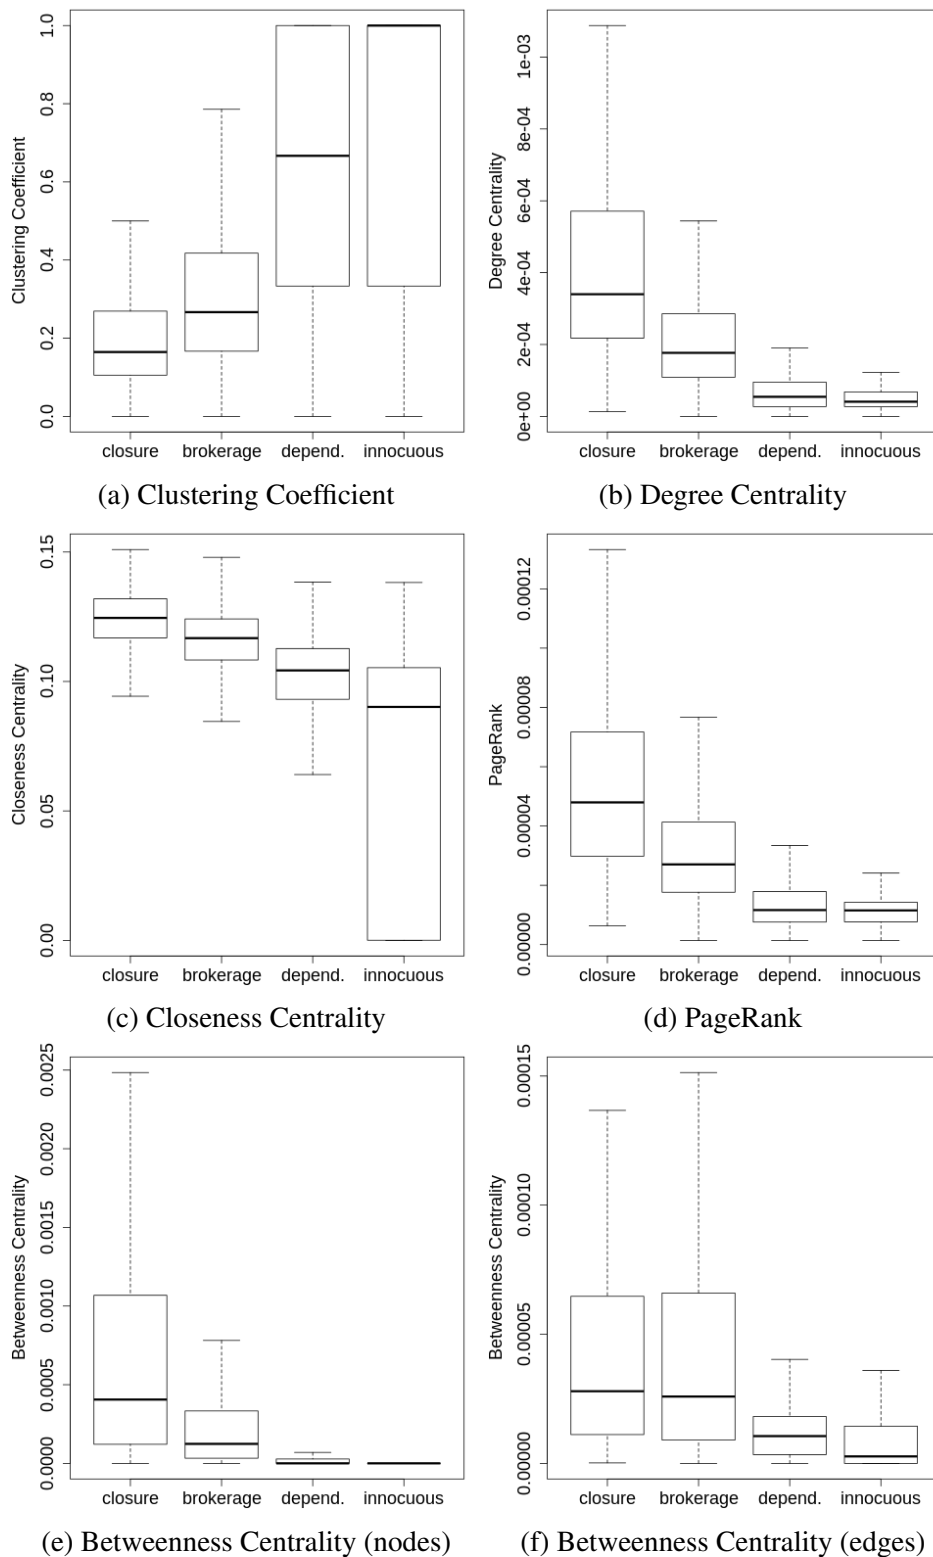 Clustering Coefficient
0.0 0.2 0.4 0.6 0.8 1.0
closure brokerage depend. innocuous
(a) Clustering Coefficient
Degree Centrality
0e+00 2e-04 4e-04 6e-04 8e-04 1e-03
closure brokerage depend. innocuous
(b) Degree Centrality
Closeness Centrality
0.00 0.05 0.10 0.15
closure brokerage depend. innocuous
(c) Closeness Centrality
PageRank
0.00000 0.00004 0.00008 0.00012
closure brokerage depend. innocuous
(d) PageRank
Betweenness Centrality
0.0000 0.0005 0.0010 0.0015 0.0020 0.0025
closure brokerage depend. innocuous
(e) Betweenness Centrality (nodes)
Betweenness Centrality
0.00000 0.00005 0.00010 0.00015
closure brokerage depend. innocuous
(f) Betweenness Centrality (edges)